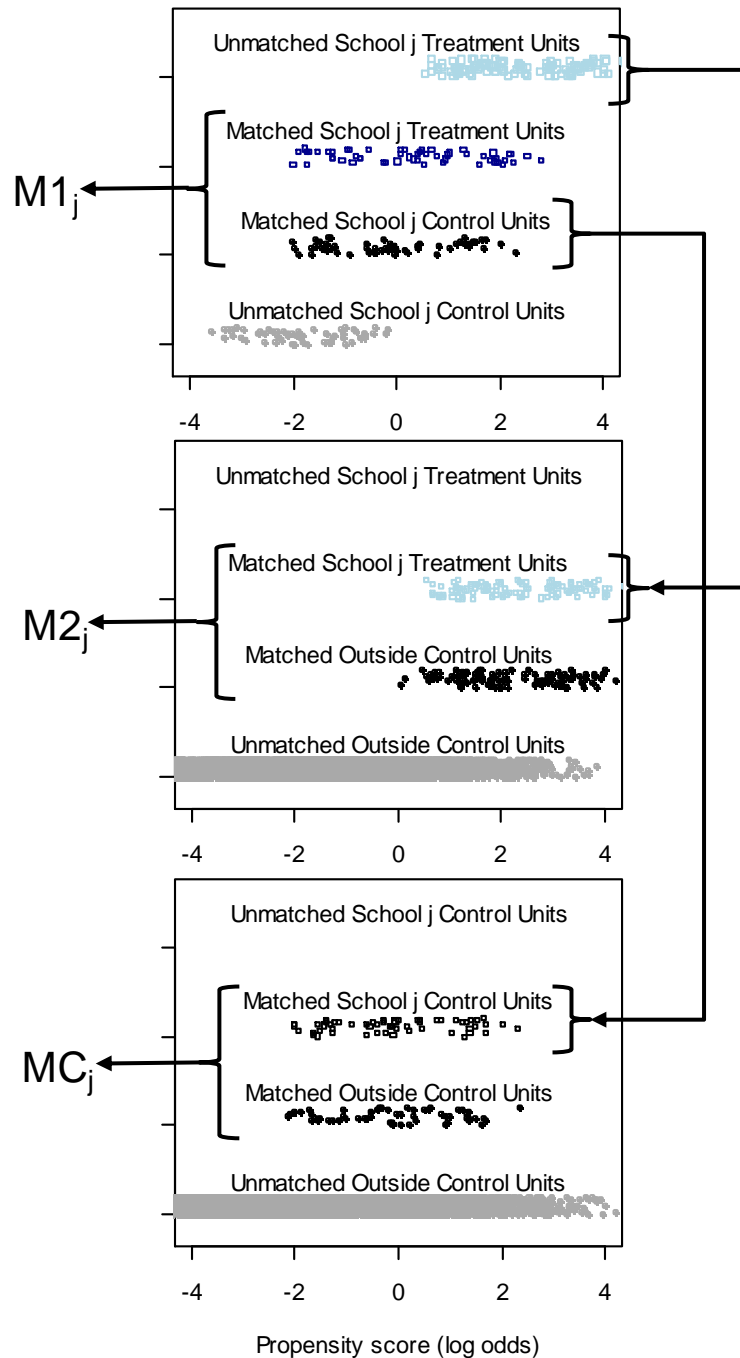 Unmatched School j Treatment Units
Matched School j Treatment Units
M1j
Matched School j Control Units
Unmatched School j Control Units
-4 -2 0 2 4
Unmatched School j Treatment Units
Matched School j Treatment Units
M2j
Matched Outside Control Units
Unmatched Outside Control Units
-4 -2 0 2 4
Unmatched School j Control Units
Matched School j Control Units
MCj
Matched Outside Control Units
Unmatched Outside Control Units
-4 -2 0 2 4
Propensity score (log odds)